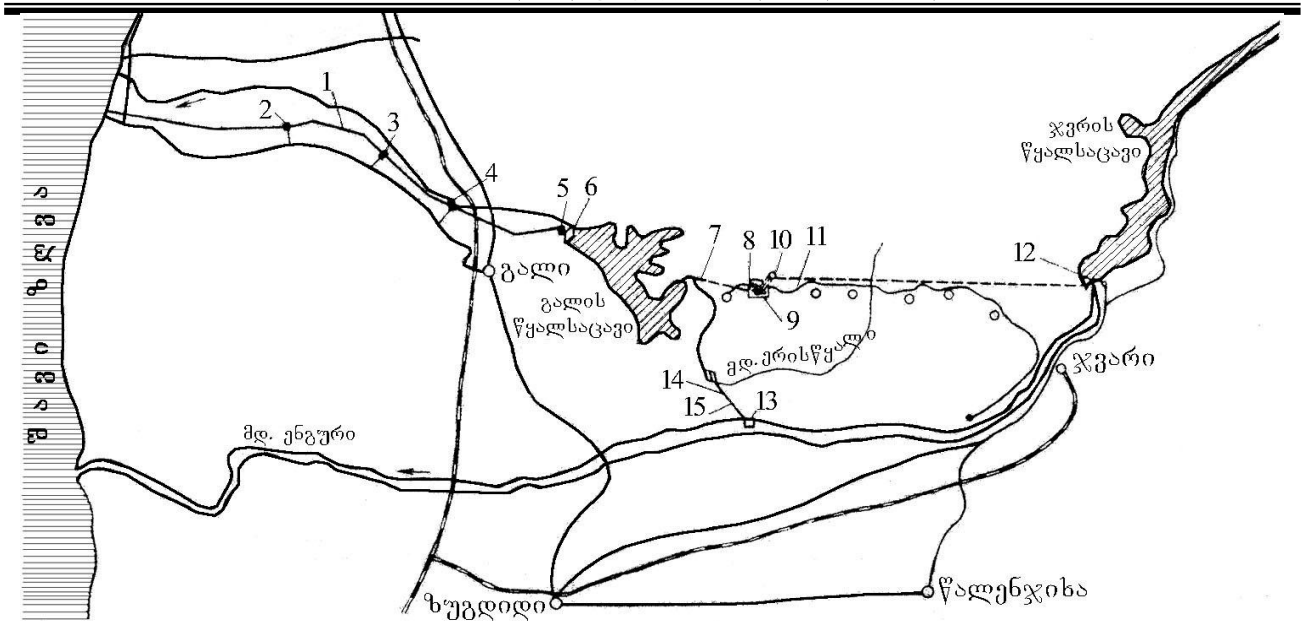 1
2
3
4
5
6
7
8
10
11
12
9
14
15
13
ჯვრის
წყალსაცავი
გალი
გალის
წყალსაცავი
მდ. ერისწყალი
ჯვარი
მდ. ენგური
შავი ზღვა
ზუგდიდი
წალენჯიხა